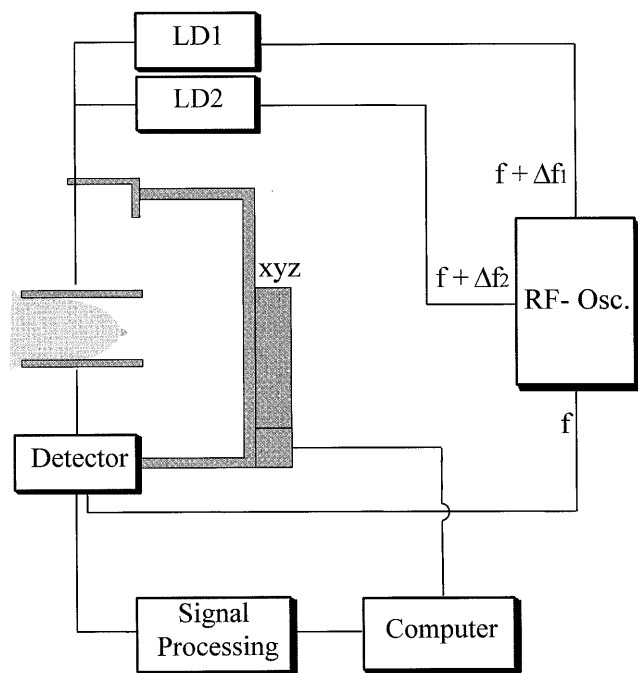 LD1
LD2
f + Δf1
xyz
f + Δf2
RF- Osc.
f
Detector
Signal
Processing
Computer